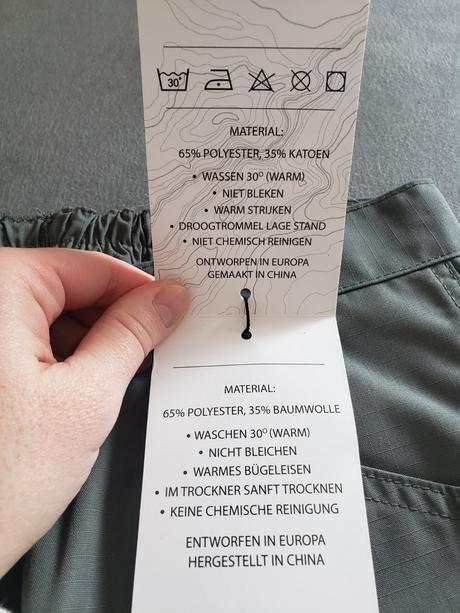 30°
MATERIAL:
65% POLYESTER, 35% KATOEN
• WASSEN 30° (WARM)
• NIET BLEKEN
• WARM STRIJKEN
• DROOGTROMMEL LAGE STAND
• NIET CHEMISCH REINIGEN
ONTWORPEN IN EUROPA
GEMAAKT IN CHINA
MATERIAL:
65% POLYESTER, 35% BAUMWOLLE
• WASCHEN 30° (WARM)
• NICHT BLEICHEN
• WARMES BÜGELEISEN
• IM TROCKNER SANFT TROCKNEN
• KEINE CHEMISCHE REINIGUNG
ENTWORFEN IN EUROPA
HERGESTELLT IN CHINA